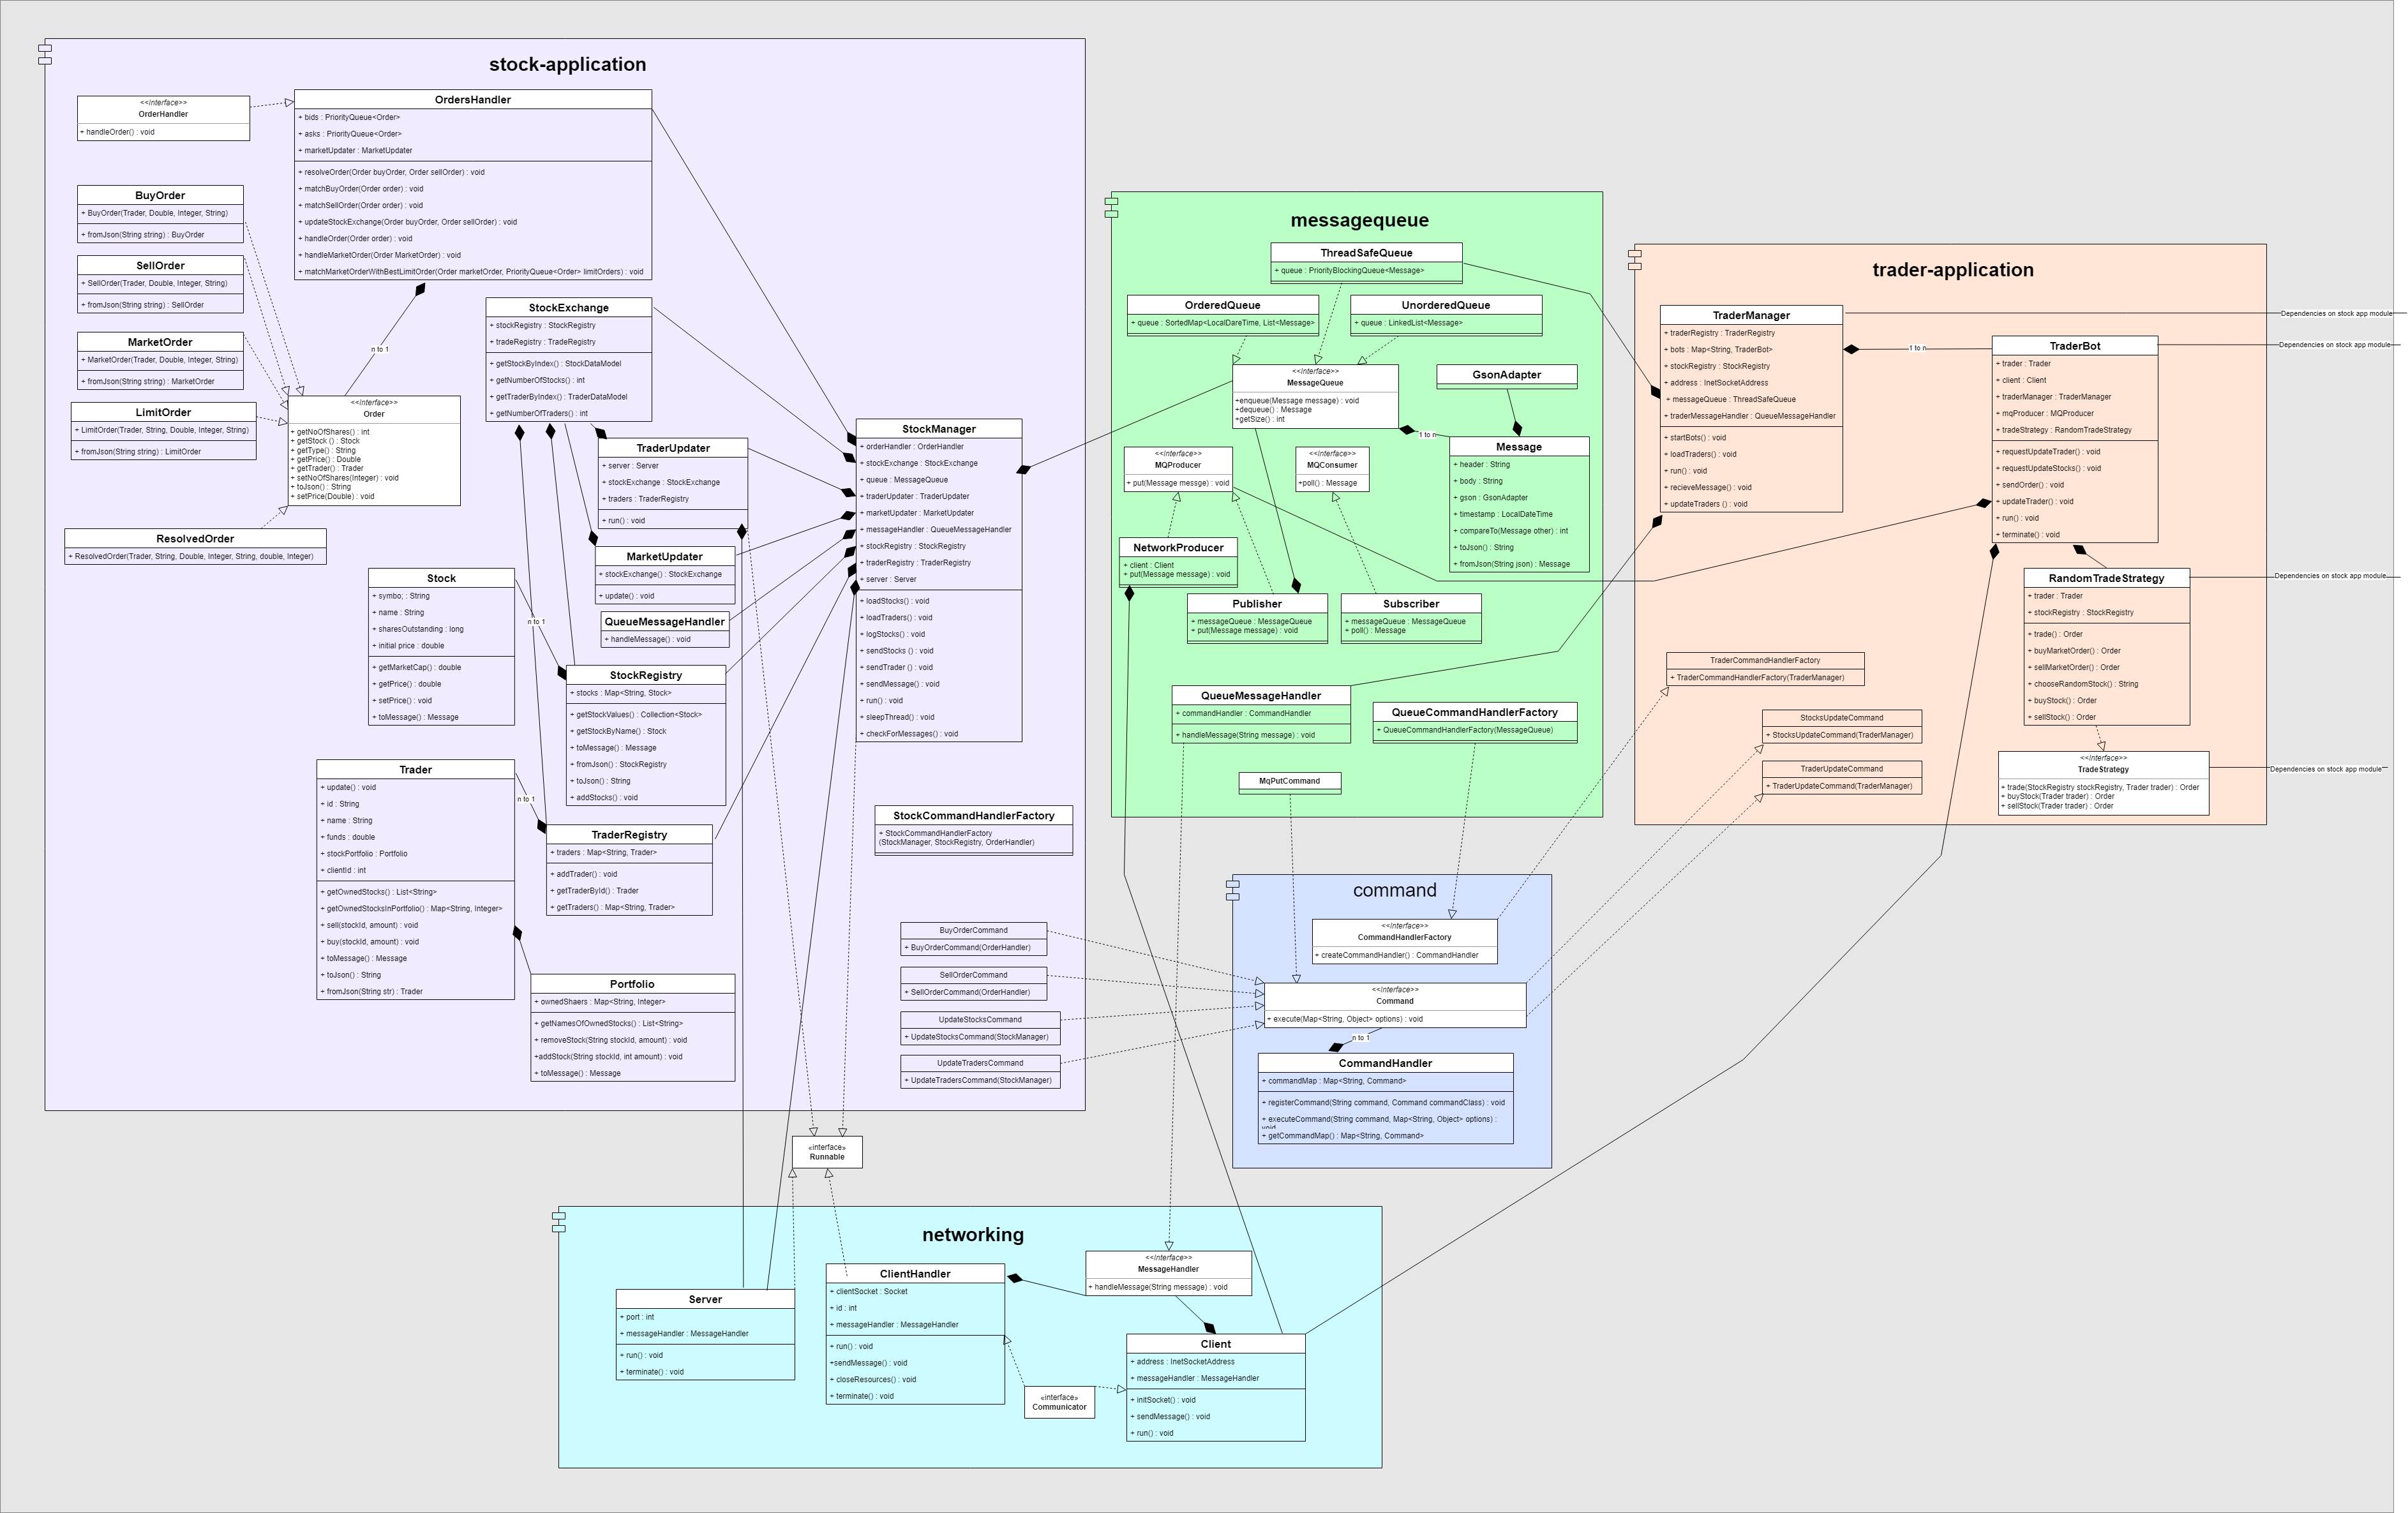 stock-application
<<interface>>
OrderHandler
+ handleOrder() : void
OrdersHandler
+ bids : PriorityQueue<Order>
+ asks : PriorityQueue<Order>
+ marketUpdater : MarketUpdater
+ resolveOrder(Order buyOrder, Order sellOrder) : void
+ matchBuyOrder(Order order) : void
+ matchSellOrder(Order order) : void
+ updateStockExchange(Order buyOrder, Order sellOrder) : void
+ handleOrder(Order order) : void
+ handleMarketOrder(Order MarketOrder) : void
+ matchMarketOrderWithBestLimitOrder(Order marketOrder, PriorityQueue<Order> limitOrders) : void
BuyOrder
+ BuyOrder(Trader, Double, Integer, String)
+ fromJson(String string) : BuyOrder
SellOrder
+ SellOrder(Trader, Double, Integer, String)
+ fromJson(String string) : SellOrder
MarketOrder
+ MarketOrder(Trader, Double, Integer, String)
+ fromJson(String string) : MarketOrder
LimitOrder
+ LimitOrder(Trader, String, Double, Integer, String)
+ fromJson(String string) : LimitOrder
n to 1
<<interface>>
Order
+ getNoOfShares() : int
+ getStock () : Stock
+ getType() : String
+ getPrice() : Double
+ getTrader() : Trader
+ setNoOfShares(Integer) : void
+ toJson() : String
+ setPrice(Double) : void
ResolvedOrder
+ ResolvedOrder(Trader, String, Double, Integer, String, double, Integer)
StockExchange
+ stockRegistry : StockRegistry
+ tradeRegistry : TradeRegistry
+ getStockByIndex() : StockDataModel
+ getNumberOfStocks() : int
+ getTraderByIndex() : TraderDataModel
+ getNumberOfTraders() : int
TraderUpdater
+ server : Server
+ stockExchange : StockExchange
+ traders : TraderRegistry
+ run() : void
MarketUpdater
+ stockExchange() : StockExchange
+ update() : void
QueueMessageHandler
+ handleMessage() : void
StockManager
+ orderHandler : OrderHandler
+ stockExchange : StockExchange
+ queue : MessageQueue
+ traderUpdater : TraderUpdater
+ marketUpdater : MarketUpdater
+ messageHandler : QueueMessageHandler
+ stockRegistry : StockRegistry
+ traderRegistry : TraderRegistry
+ server : Server
+ loadStocks() : void
+ loadTraders() : void
+ logStocks() : void
+ sendStocks () : void
+ sendTrader () : void
+ sendMessage() : void
+ run() : void
+ sleepThread() : void
+ checkForMessages() : void
Stock
+ symbo; : String
+ name : String
+ sharesOutstanding : long
+ initial price : double
+ getMarketCap() : double
+ getPrice() : double
+ setPrice() : void
+ toMessage() : Message
n to 1
StockRegistry
+ stocks : Map<String, Stock>
+ getStockValues() : Collection<Stock>
+ getStockByName() : Stock
+ toMessage() : Message
+ fromJson() : StockRegistry
+ toJson() : String
+ addStocks() : void
Trader
+ update() : void
+ id : String
+ name : String
+ funds : double
+ stockPortfolio : Portfolio
+ clientId : int
+ getOwnedStocks() : List<String>
+ getOwnedStocksInPortfolio() : Map<String, Integer>
+ sell(stockId, amount) : void
+ buy(stockId, amount) : void
+ toMessage() : Message
+ toJson() : String
+ fromJson(String str) : Trader
n to 1
TraderRegistry
+ traders : Map<String, Trader>
+ addTrader() : void
+ getTraderById() : Trader
+ getTraders() : Map<String, Trader>
Portfolio
+ ownedShaers : Map<String, Integer>
+ getNamesOfOwnedStocks() : List<String>
+ removeStock(String stockId, amount) : void
+addStock(String stockId, int amount) : void
+ toMessage() : Message
StockCommandHandlerFactory
+ StockCommandHandlerFactory
(StockManager, StockRegistry, OrderHandler)
BuyOrderCommand
+ BuyOrderCommand(OrderHandler)
SellOrderCommand
+ SellOrderCommand(OrderHandler)
UpdateStocksCommand
+ UpdateStocksCommand(StockManager)
UpdateTradersCommand
+ UpdateTradersCommand(StockManager)
messagequeue
ThreadSafeQueue
+ queue : PriorityBlockingQueue<Message>
OrderedQueue
+ queue : SortedMap<LocalDareTime, List<Message>
UnorderedQueue
+ queue : LinkedList<Message>
<<interface>>
MessageQueue
+enqueue(Message message) : void
+dequeue() : Message
+getSize() : int
GsonAdapter
1 to n
Message
+ header : String
+ body : String
+ gson : GsonAdapter
+ timestamp : LocalDateTime
+ compareTo(Message other) : int
+ toJson() : String
+ fromJson(String json) : Message
<<interface>>
MQProducer
+ put(Message messge) : void
<<interface>>
MQConsumer
+poll() : Message
NetworkProducer
+ client : Client
+ put(Message message) : void
Publisher
+ messageQueue : MessageQueue
+ put(Message message) : void
Subscriber
+ messageQueue : MessageQueue
+ poll() : Message
QueueMessageHandler
+ commandHandler : CommandHandler
+ handleMessage(String message) : void
QueueCommandHandlerFactory
+ QueueCommandHandlerFactory(MessageQueue)
MqPutCommand
trader-application
TraderManager
+ traderRegistry : TraderRegistry
+ bots : Map<String, TraderBot>
+ stockRegistry : StockRegistry
+ address : InetSocketAddress
+ messageQueue : ThreadSafeQueue
+ traderMessageHandler : QueueMessageHandler
+ startBots() : void
+ loadTraders() : void
+ run() : void
+ recieveMessage() : void
+ updateTraders () : void
1 to n
TraderBot
+ trader : Trader
+ client : Client
+ traderManager : TraderManager
+ mqProducer : MQProducer
+ tradeStrategy : RandomTradeStrategy
+ requestUpdateTrader() : void
+ requestUpdateStocks() : void
+ sendOrder() : void
+ updateTrader() : void
+ run() : void
+ terminate() : void
Dependencies on stock app module
Dependencies on stock app module
RandomTradeStrategy
+ trader : Trader
+ stockRegistry : StockRegistry
+ trade() : Order
+ buyMarketOrder() : Order
+ sellMarketOrder() : Order
+ chooseRandomStock() : String
+ buyStock() : Order
+ sellStock() : Order
Dependencies on stock app module
<<interface>>
TradeStrategy
+ trade(StockRegistry stockRegistry, Trader trader) : Order
+ buyStock(Trader trader) : Order
+ sellStock(Trader trader) : Order
Dependencies on stock app module
TraderCommandHandlerFactory
+ TraderCommandHandlerFactory(TraderManager)
StocksUpdateCommand
+ StocksUpdateCommand(TraderManager)
TraderUpdateCommand
+ TraderUpdateCommand(TraderManager)
command
<<interface>>
CommandHandlerFactory
+ createCommandHandler() : CommandHandler
<<interface>>
Command
+ execute(Map<String, Object> options) : void
n to 1
CommandHandler
+ commandMap : Map<String, Command>
+ registerCommand(String command, Command commandClass) : void
+ executeCommand(String command, Map<String, Object> options) :
void
+ getCommandMap() : Map<String, Command>
«interface»
Runnable
networking
Server
+ port : int
+ messageHandler : MessageHandler
+ run() : void
+ terminate() : void
ClientHandler
+ clientSocket : Socket
+ id : int
+ messageHandler : MessageHandler
+ run() : void
+sendMessage() : void
+ closeResources() : void
+ terminate() : void
<<interface>>
MessageHandler
+ handleMessage(String message) : void
«interface»
Communicator
Client
+ address : InetSocketAddress
+ messageHandler : MessageHandler
+ initSocket() : void
+ sendMessage() : void
+ run() : void